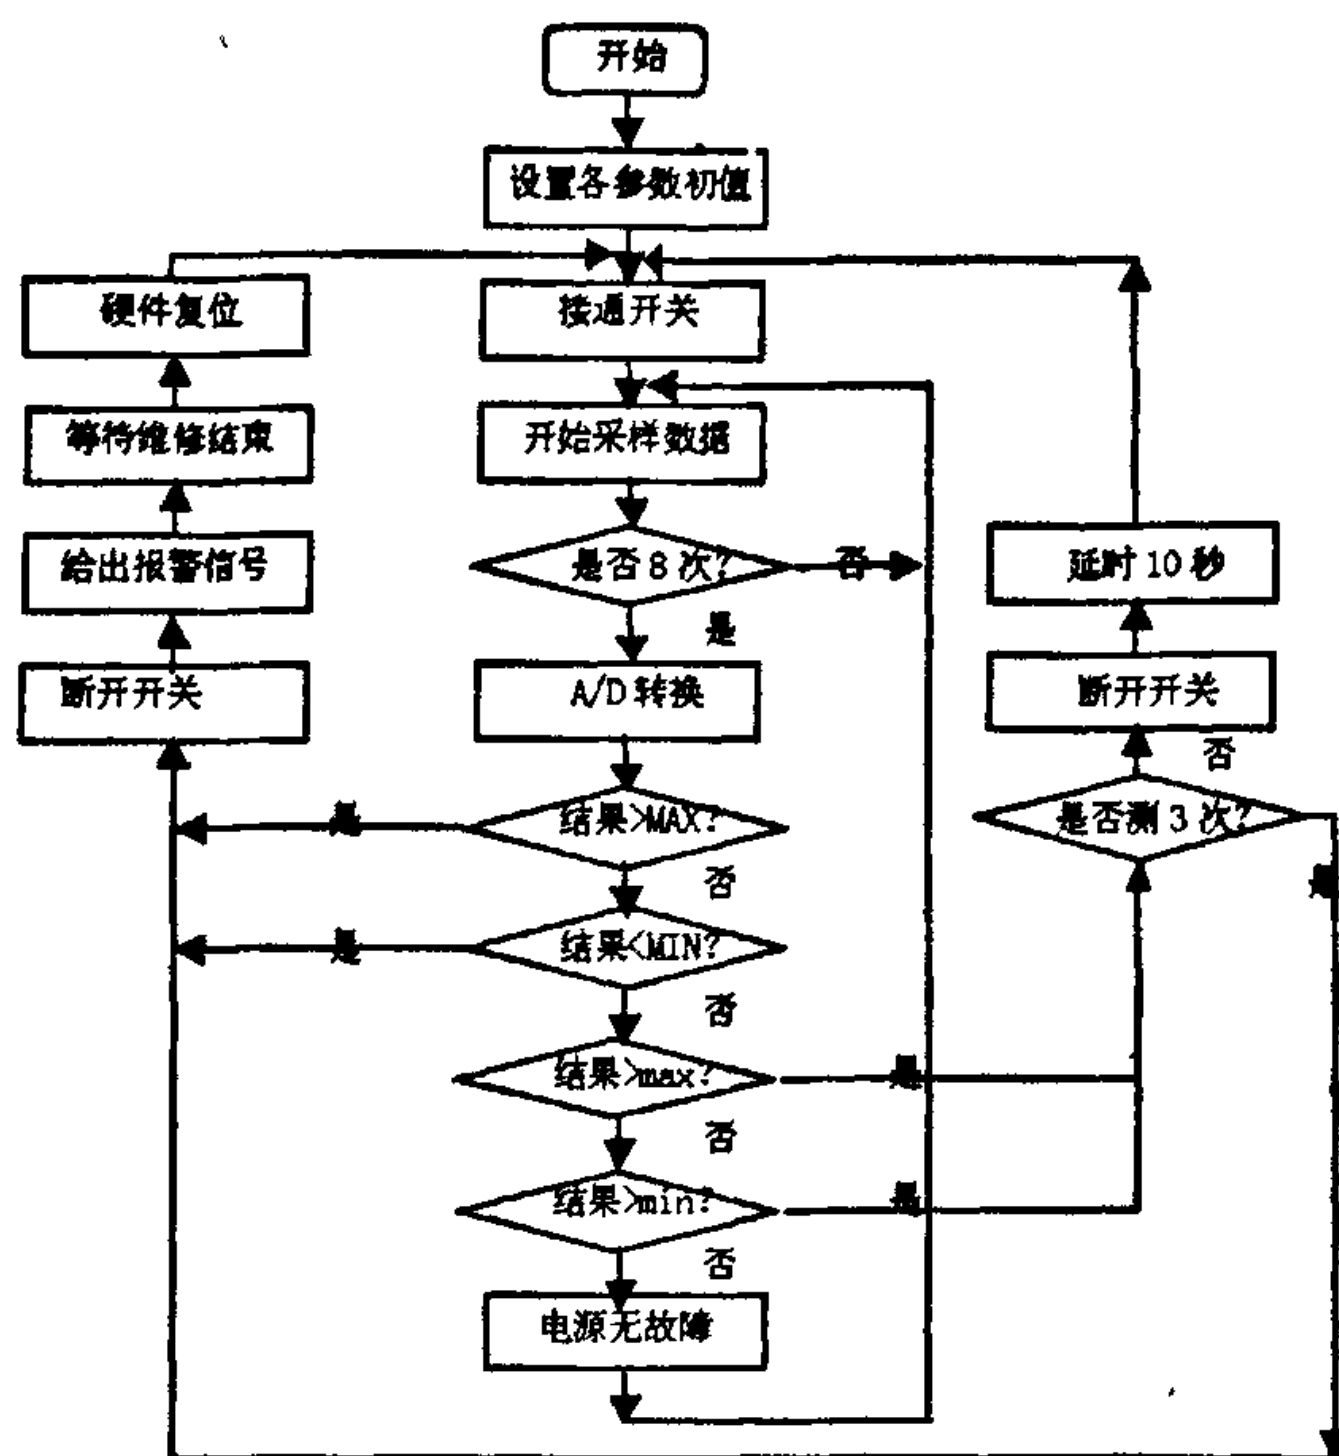 开始
设置各参数初值
硬件复位
接通开关
等待维修结束
开始采样数据
给出报警信号
是否8次?
否
延时10秒
是
断开开关
A/D转换
断开开关
否
是
结果>MAX?
是否测3次?
否
是
是
结果<MIN?
否
结果>max?
是
否
结果>min?
是
否
电源无故障